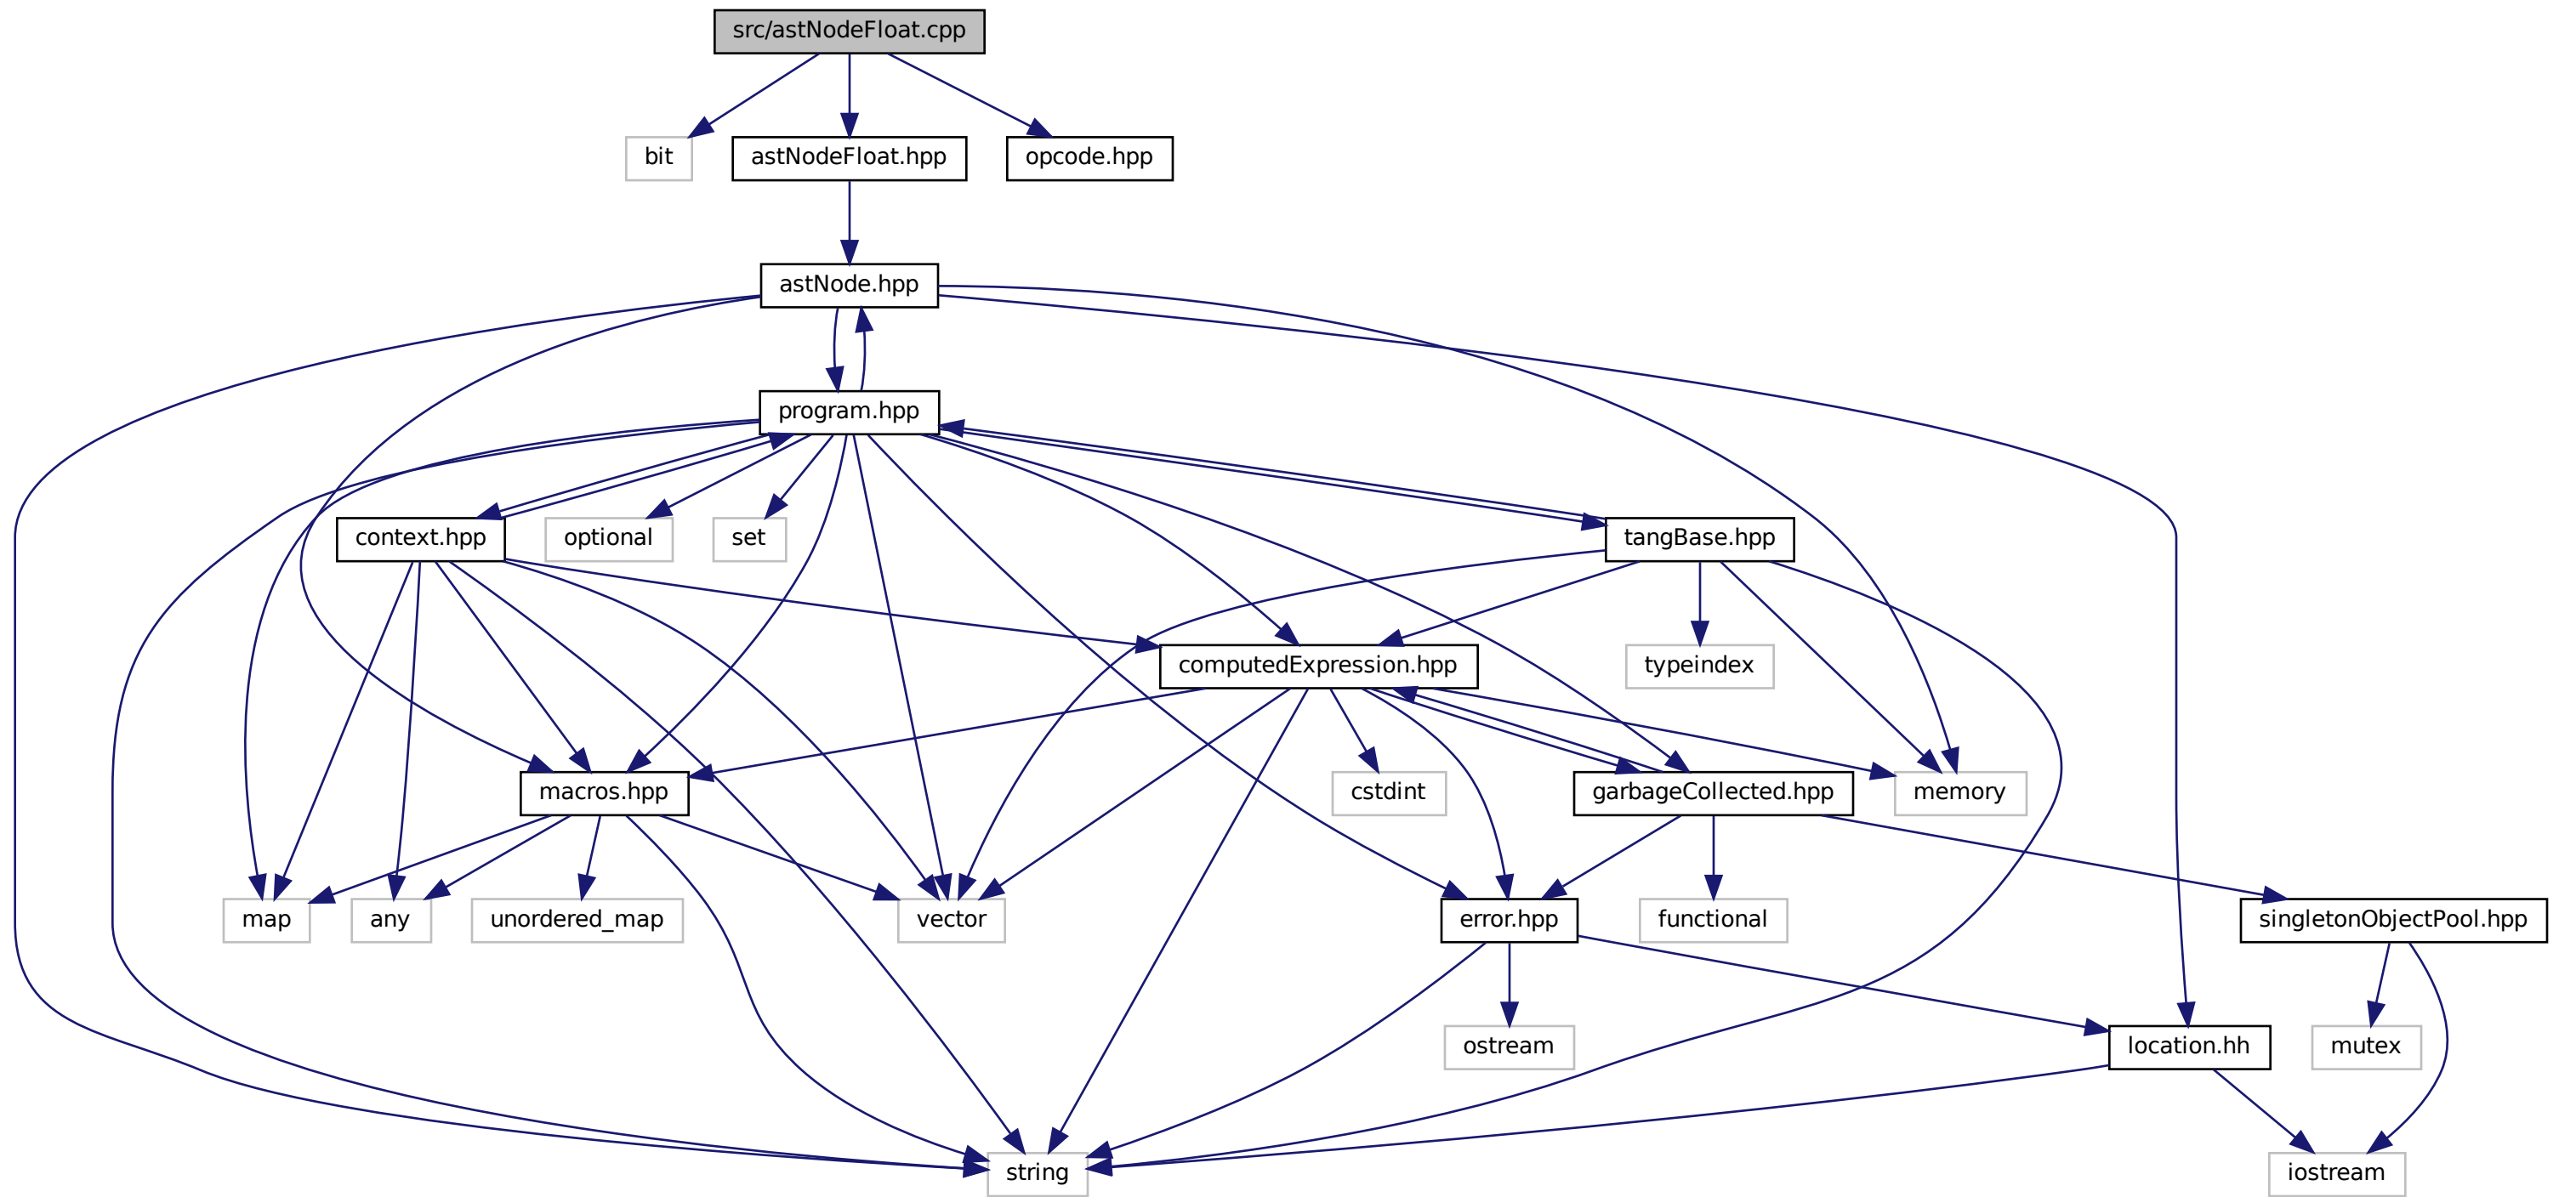 src/astNodeFloat.cpp
bit
astNodeFloat.hpp
opcode.hpp
astNode.hpp
program.hpp
context.hpp
optional
set
tangBase.hpp
computedExpression.hpp
typeindex
macros.hpp
cstdint
garbageCollected.hpp
memory
map
any
unordered_map
vector
error.hpp
functional
singletonObjectPool.hpp
ostream
location.hh
mutex
string
iostream